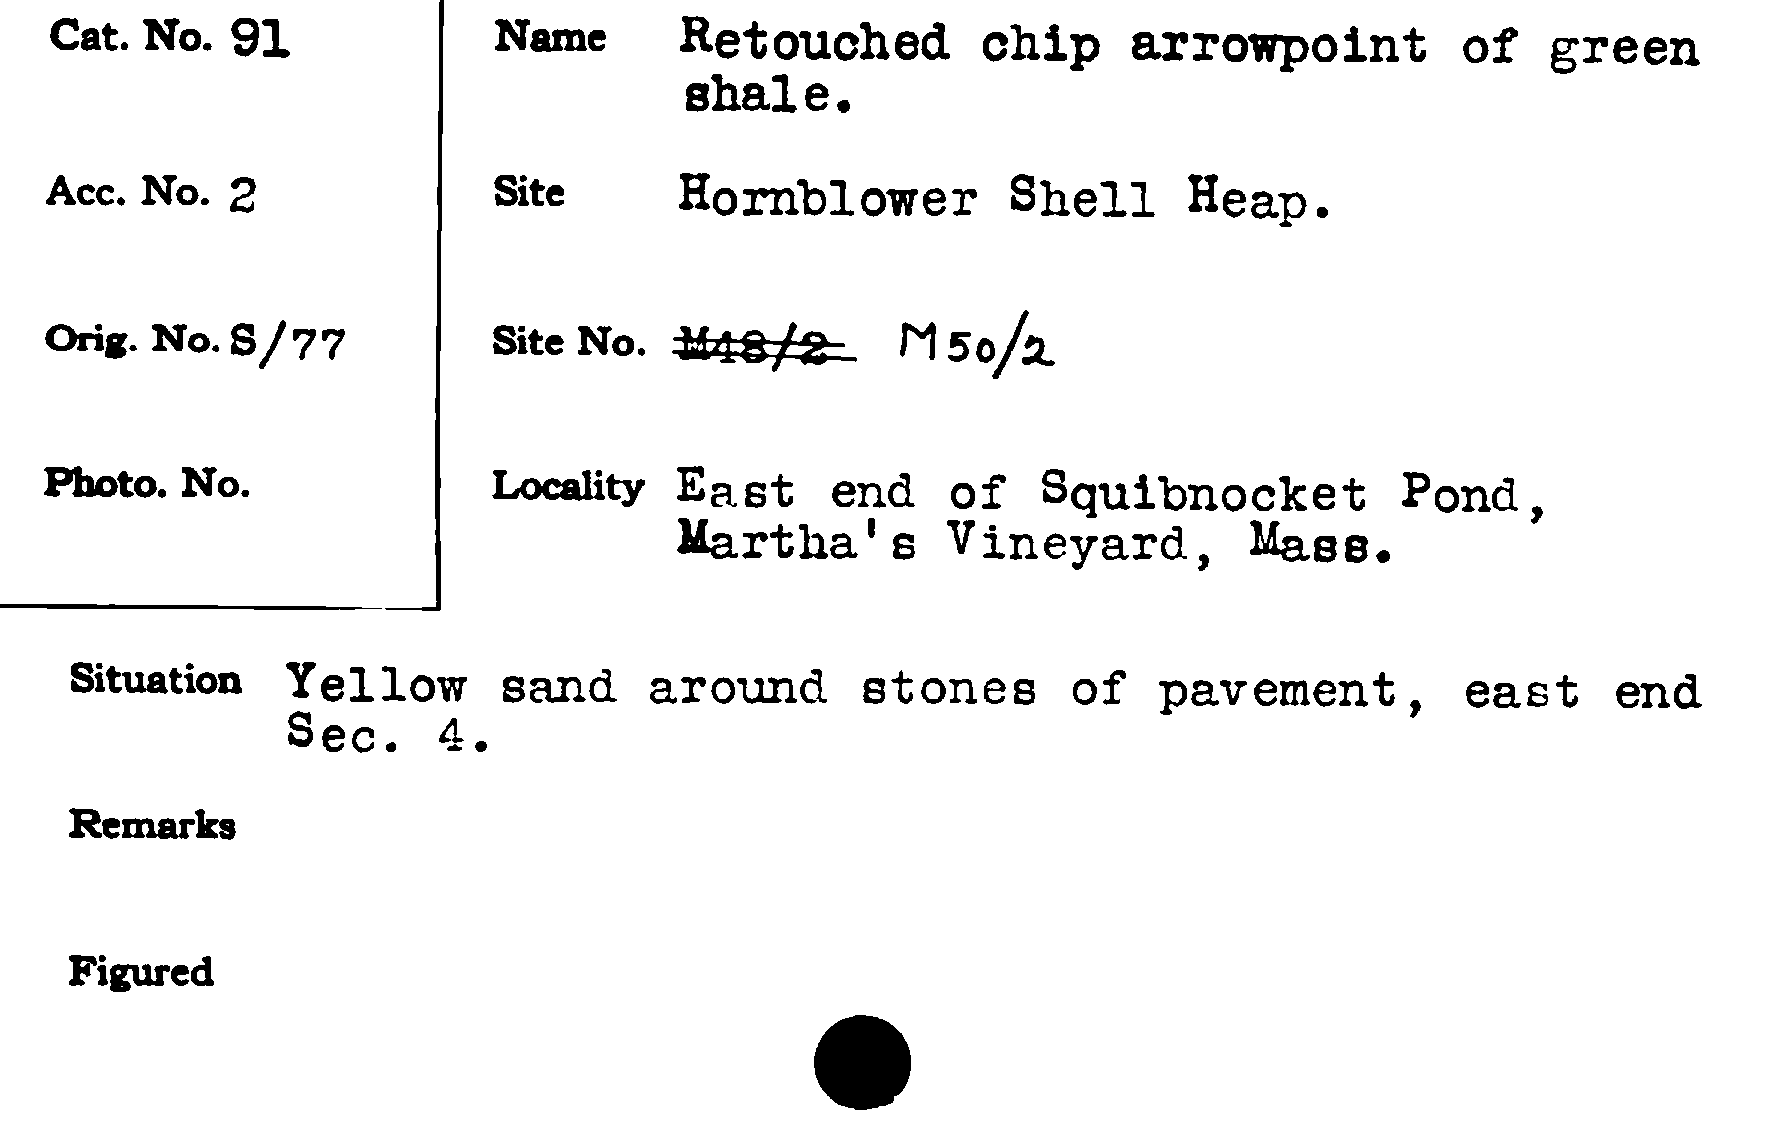 Cat. No. 91
Name Retouched chip arrowpoint of green
shale.
Acc. No. 2
Site Hornblower Shell Heap.
Orig. No. S/77
Site No. M48/2 M50/2
Photo. No.
Locality East end of Squibnocket Pond,
Martha's Vineyard, Mass.
Situation Yellow sand around stones of pavement, east end
Sec. 4.
Remarks
Figured